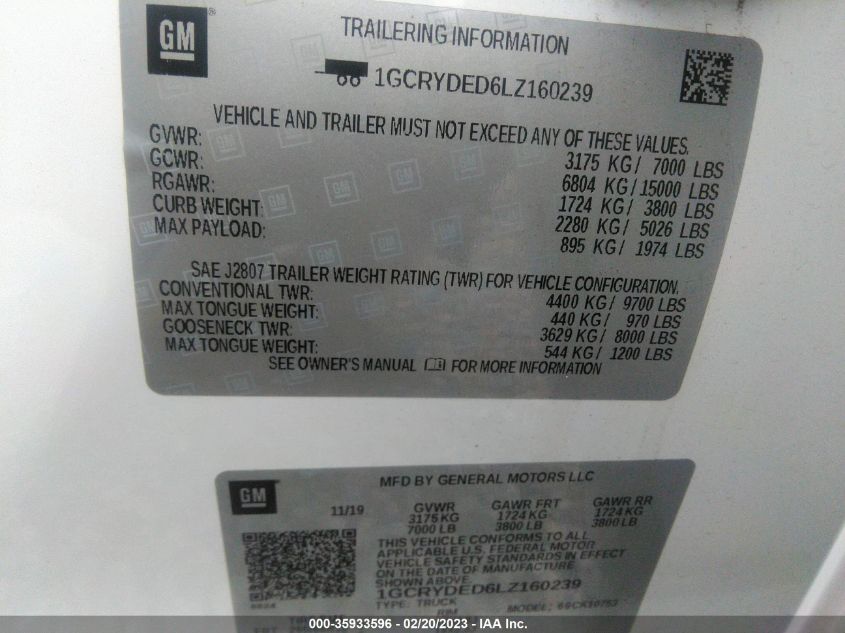 GM
TRAILERING INFORMATION
1GCRYDED6LZ160239
VEHICLE AND TRAILER MUST NOT EXCEED ANY OF THESE VALUES.
GVWR: 3175 KG/ 7000 LBS
GCWR: 6804 KG/ 15000 LBS
RGAWR: 1724 KG/ 3800 LBS
CURB WEIGHT: 2280 KG/ 5026 LBS
MAX PAYLOAD: 895 KG/ 1974 LBS
SAE J2807 TRAILER WEIGHT RATING (TWR) FOR VEHICLE CONFIGURATION.
CONVENTIONAL TWR: 4400 KG/ 9700 LBS
MAX TONGUE WEIGHT: 440 KG/ 970 LBS
GOOSENECK TWR: 3629 KG/ 8000 LBS
MAX TONGUE WEIGHT: 544 KG/ 1200 LBS
SEE OWNER'S MANUAL FOR MORE INFORMATION
GM
MFD BY GENERAL MOTORS LLC
11/19 GVWR GAWR FRT GAWR RR
3175 KG 1724 KG 1724 KG
7000 LB 3800 LB 3800 LB
THIS VEHICLE CONFORMS TO ALL
APPLICABLE U.S. FEDERAL MOTOR
VEHICLE SAFETY STANDARDS IN EFFECT
ON THE DATE OF MANUFACTURE
SHOWN ABOVE.
1GCRYDED6LZ160239
TYPE: TRUCK MODEL:
RIM
000-35933596 - 02/20/2023 - IAA Inc.